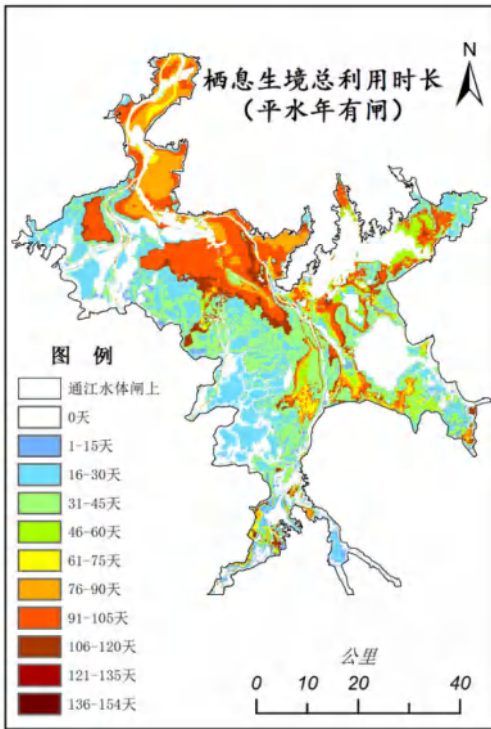 栖息生境总利用时长
（平水年有闸）
N
图 例
通江水体闸上
0天
1-15天
16-30天
31-45天
46-60天
61-75天
76-90天
91-105天
106-120天
121-135天
136-154天
公里
0 10 20 40